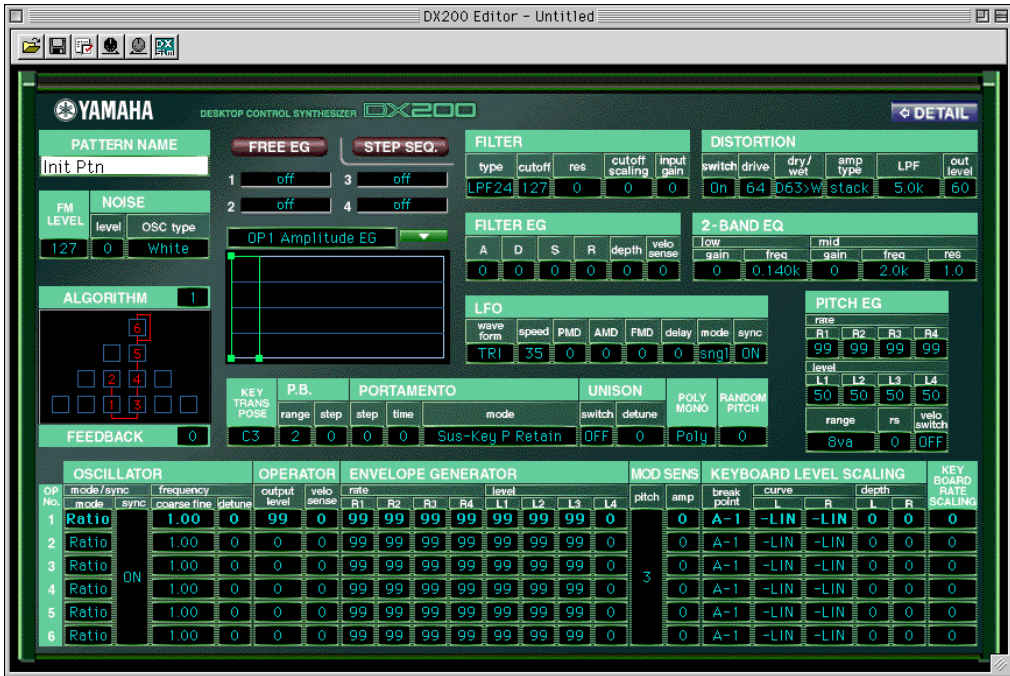 DX200 Editor - Untitled
DX
YAMAHA DESKTOP CONTROL SYNTHESIZER DX200
DETAIL
PATTERN NAME
Init Ptn
FREE EG STEP SEQ.
1 off 3 off
2 off 4 off
FILTER
type cutoff res cutoff scaling input gain
LPF24 127 0 0 0
DISTORTION
switch drive dry/wet amp type LPF out level
On 64 D63>W stack 5.0k 60
FM LEVEL
127
NOISE
level OSC type
0 White
OP1 Amplitude EG
FILTER EG
A D S R depth velo sense
0 0 0 0 0 0
2-BAND EQ
low mid
gain freq gain freq res
0 0.140k 0 2.0k 1.0
ALGORITHM 1
6
5
2 4
1 3
FEEDBACK 0
LFO
wave form speed PMD AMD FMD delay mode sync
TRI 35 0 0 0 0 sngl ON
PITCH EG
rate
R1 R2 R3 R4
99 99 99 99
level
L1 L2 L3 L4
50 50 50 50
range rs velo switch
8va 0 OFF
KEY TRANS POSE
C3
P.B.
range step
2 0
PORTAMENTO
step time mode
0 0 Sus-Key P Retain
UNISON
switch detune
OFF 0
POLY MONO
Poly
RANDOM PITCH
0
OSCILLATOR OPERATOR ENVELOPE GENERATOR MOD SENS KEYBOARD LEVEL SCALING KEY BOARD RATE SCALING
OP No. mode/sync frequency output level velo sense rate level pitch amp break point curve depth
mode sync coarse fine detune R1 R2 R3 R4 L1 L2 L3 L4 L R L R
1 Ratio 1.00 0 99 0 99 99 99 99 99 99 99 0 0 A-1 -LIN -LIN 0 0 0
2 Ratio 1.00 0 0 0 99 99 99 99 99 99 99 0 0 A-1 -LIN -LIN 0 0 0
3 Ratio 1.00 0 0 0 99 99 99 99 99 99 99 0 0 A-1 -LIN -LIN 0 0 0
ON 3
4 Ratio 1.00 0 0 0 99 99 99 99 99 99 99 0 0 A-1 -LIN -LIN 0 0 0
5 Ratio 1.00 0 0 0 99 99 99 99 99 99 99 0 0 A-1 -LIN -LIN 0 0 0
6 Ratio 1.00 0 0 0 99 99 99 99 99 99 99 0 0 A-1 -LIN -LIN 0 0 0